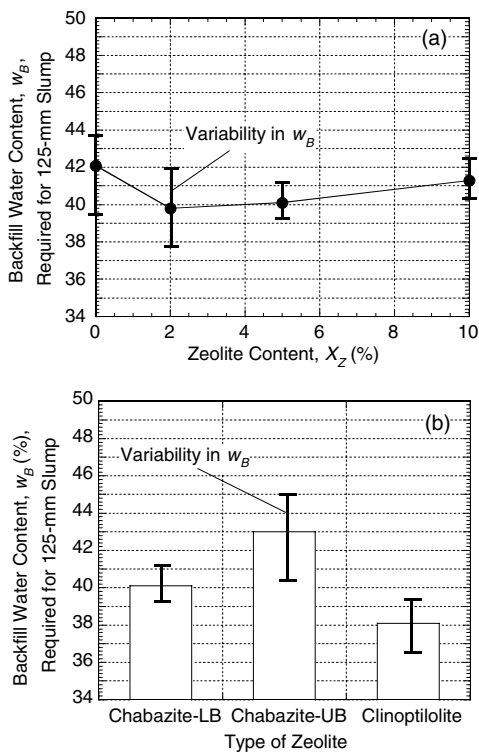 (a)
Backfill Water Content, w_B,
Required for 125-mm Slump
50
48
46
44
42
40
38
36
34
Variability in w_B
0 2 4 6 8 10
Zeolite Content, X_Z (%)
(b)
Backfill Water Content, w_B (%),
Required for 125-mm Slump
50
48
46
44
42
40
38
36
34
Variability in w_B
Chabazite-LB Chabazite-UB Clinoptilolite
Type of Zeolite